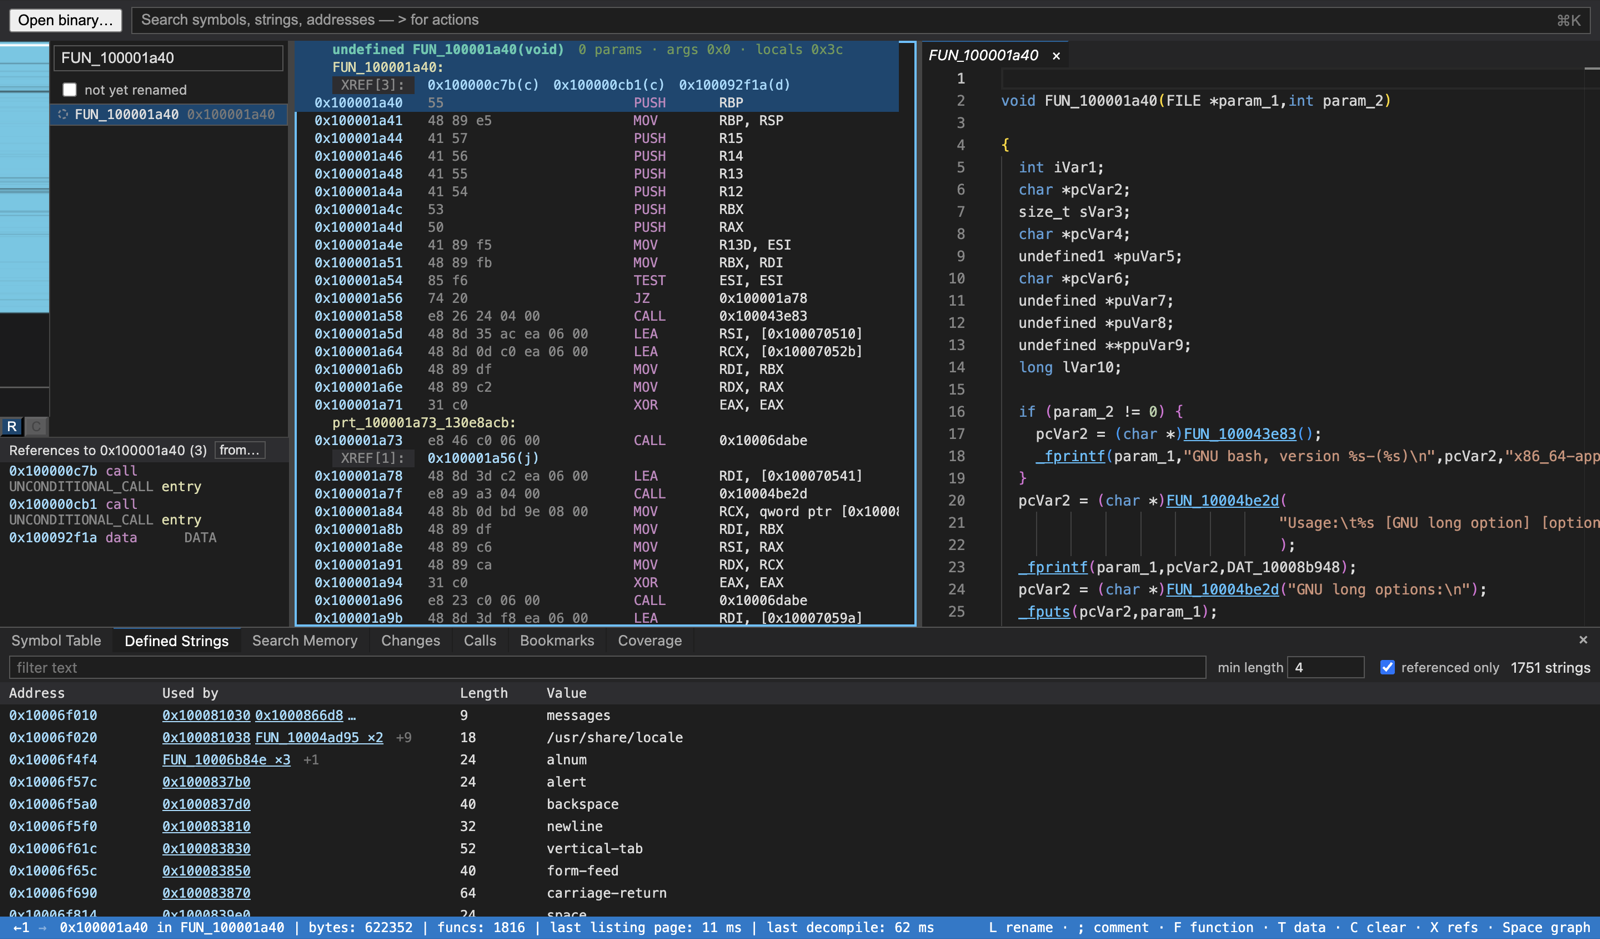 Open binary…
Search symbols, strings, addresses — > for actions
⌘K
FUN_100001a40
not yet renamed
FUN_100001a40 0x100001a40
R C
References to 0x100001a40 (3) from…
0x100000c7b call
UNCONDITIONAL_CALL entry
0x100000cb1 call
UNCONDITIONAL_CALL entry
0x100092f1a data DATA
undefined FUN_100001a40(void) 0 params · args 0x0 · locals 0x3c
FUN_100001a40:
XREF[3]: 0x100000c7b(c) 0x100000cb1(c) 0x100092f1a(d)
0x100001a40 55 PUSH RBP
0x100001a41 48 89 e5 MOV RBP, RSP
0x100001a44 41 57 PUSH R15
0x100001a46 41 56 PUSH R14
0x100001a48 41 55 PUSH R13
0x100001a4a 41 54 PUSH R12
0x100001a4c 53 PUSH RBX
0x100001a4d 50 PUSH RAX
0x100001a4e 41 89 f5 MOV R13D, ESI
0x100001a51 48 89 fb MOV RBX, RDI
0x100001a54 85 f6 TEST ESI, ESI
0x100001a56 74 20 JZ 0x100001a78
0x100001a58 e8 26 24 04 00 CALL 0x100043e83
0x100001a5d 48 8d 35 ac ea 06 00 LEA RSI, [0x100070510]
0x100001a64 48 8d 0d c0 ea 06 00 LEA RCX, [0x10007052b]
0x100001a6b 48 89 df MOV RDI, RBX
0x100001a6e 48 89 c2 MOV RDX, RAX
0x100001a71 31 c0 XOR EAX, EAX
prt_100001a73_130e8acb:
0x100001a73 e8 46 c0 06 00 CALL 0x10006dabe
XREF[1]: 0x100001a56(j)
0x100001a78 48 8d 3d c2 ea 06 00 LEA RDI, [0x100070541]
0x100001a7f e8 a9 a3 04 00 CALL 0x10004be2d
0x100001a84 48 8b 0d bd 9e 08 00 MOV RCX, qword ptr [0x10008
0x100001a8b 48 89 df MOV RDI, RBX
0x100001a8e 48 89 c6 MOV RSI, RAX
0x100001a91 48 89 ca MOV RDX, RCX
0x100001a94 31 c0 XOR EAX, EAX
0x100001a96 e8 23 c0 06 00 CALL 0x10006dabe
0x100001a9b 48 8d 3d f8 ea 06 00 LEA RDI, [0x10007059a]
FUN_100001a40 ×
1
2 void FUN_100001a40(FILE *param_1,int param_2)
3
4 {
5 int iVar1;
6 char *pcVar2;
7 size_t sVar3;
8 char *pcVar4;
9 undefined1 *puVar5;
10 char *pcVar6;
11 undefined *puVar7;
12 undefined *puVar8;
13 undefined **ppuVar9;
14 long lVar10;
15
16 if (param_2 != 0) {
17 pcVar2 = (char *)FUN_100043e83();
18 _fprintf(param_1,"GNU bash, version %s-(%s)\n",pcVar2,"x86_64-app
19 }
20 pcVar2 = (char *)FUN_10004be2d(
21 "Usage:\t%s [GNU long option] [option
22 );
23 _fprintf(param_1,pcVar2,DAT_10008b948);
24 pcVar2 = (char *)FUN_10004be2d("GNU long options:\n");
25 _fputs(pcVar2,param_1);
Symbol Table Defined Strings Search Memory Changes Calls Bookmarks Coverage ×
filter text min length 4 referenced only 1751 strings
Address Used by Length Value
0x10006f010 0x100081030 0x1000866d8 … 9 messages
0x10006f020 0x100081038 FUN_10004ad95 ×2 +9 18 /usr/share/locale
0x10006f4f4 FUN_10006b84e ×3 +1 24 alnum
0x10006f57c 0x1000837b0 24 alert
0x10006f5a0 0x1000837d0 40 backspace
0x10006f5f0 0x100083810 32 newline
0x10006f61c 0x100083830 52 vertical-tab
0x10006f65c 0x100083850 40 form-feed
0x10006f690 0x100083870 64 carriage-return
0x10006f814 0x1000839e0 24 space
←1 → 0x100001a40 in FUN_100001a40 | bytes: 622352 | funcs: 1816 | last listing page: 11 ms | last decompile: 62 ms L rename · ; comment · F function · T data · C clear · X refs · Space graph